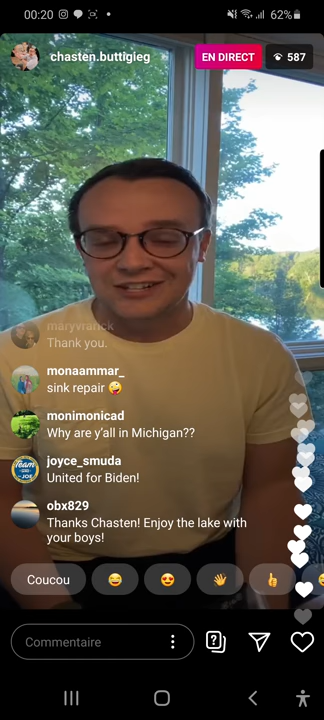 00:20
62%
chasten.buttigieg
EN DIRECT
587
maryvranck
Thank you.
monaammar_
sink repair 🤪
monimonicad
Why are y'all in Michigan??
joyce_smuda
United for Biden!
obx829
Thanks Chasten! Enjoy the lake with
your boys!
Coucou
Commentaire